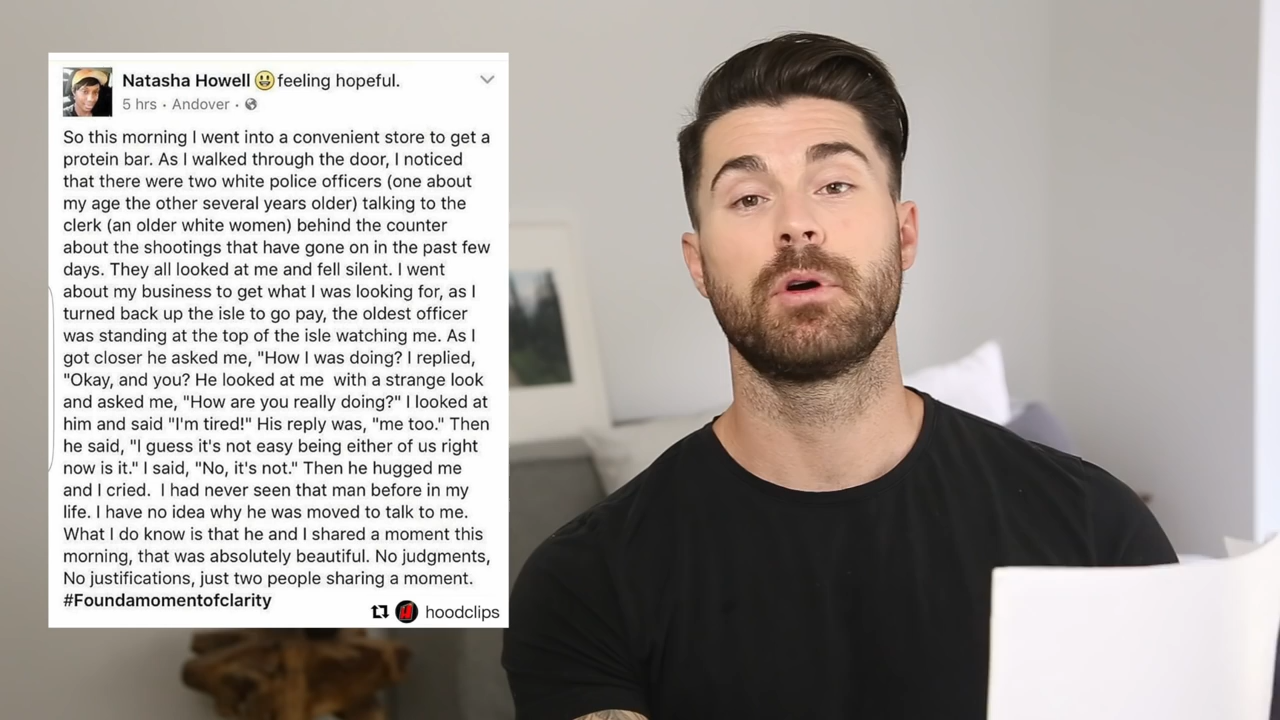 Natasha Howell feeling hopeful.
5 hrs · Andover ·
So this morning I went into a convenient store to get a
protein bar. As I walked through the door, I noticed
that there were two white police officers (one about
my age the other several years older) talking to the
clerk (an older white women) behind the counter
about the shootings that have gone on in the past few
days. They all looked at me and fell silent. I went
about my business to get what I was looking for, as I
turned back up the isle to go pay, the oldest officer
was standing at the top of the isle watching me. As I
got closer he asked me, "How I was doing? I replied,
"Okay, and you? He looked at me  with a strange look
and asked me, "How are you really doing?" I looked at
him and said "I'm tired!" His reply was, "me too." Then
he said, "I guess it's not easy being either of us right
now is it." I said, "No, it's not." Then he hugged me
and I cried.  I had never seen that man before in my
life. I have no idea why he was moved to talk to me.
What I do know is that he and I shared a moment this
morning, that was absolutely beautiful. No judgments,
No justifications, just two people sharing a moment.
#Foundamomentofclarity
hoodclips